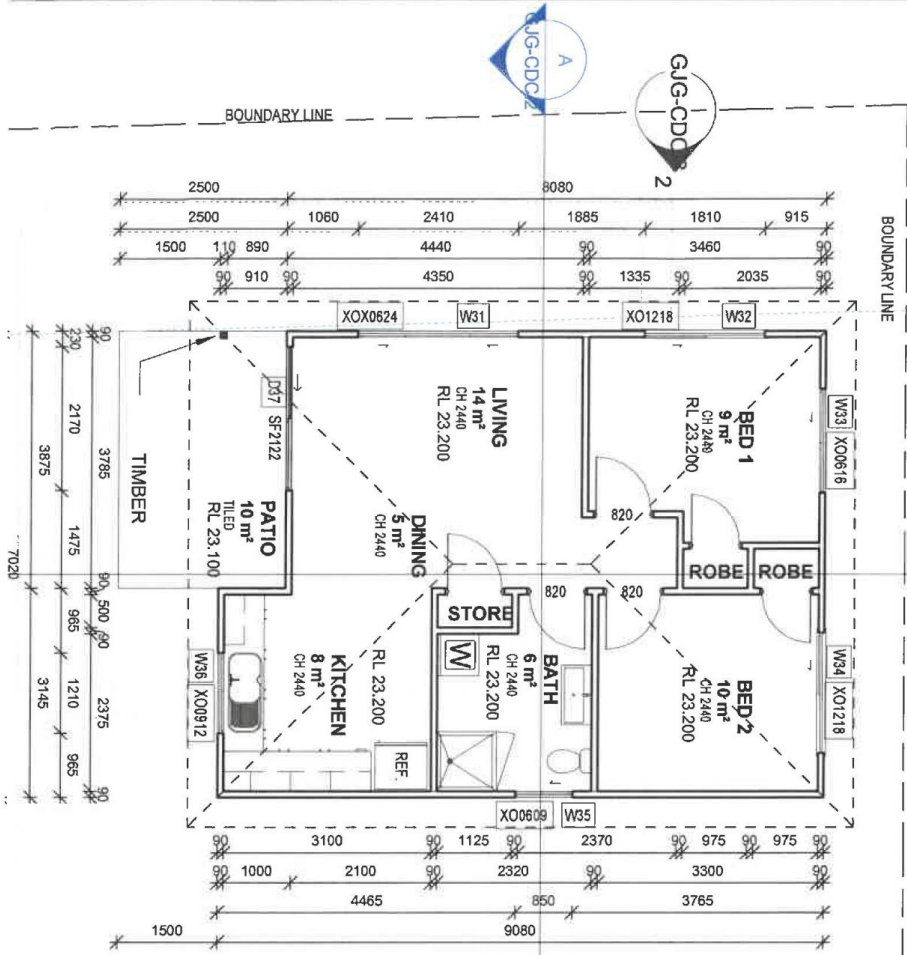 A
GJG-CDC/2
GJG-CDC
2
BOUNDARY LINE
BOUNDARY LINE
2500 8080
2500 1060 2410 1885 1810 915
1500 110 890 4440 90 3460 90
90 910 90 4350 90 1335 90 2035 90
XOX0624 W31 XO1218 W32
W33 XO0616
W34 XO1218
W36 XO0912
XO0609 W35
D37 SF2122
TIMBER
PATIO
10 m²
TILED
RL 23.100
LIVING
14 m²
CH 2440
RL 23.200
DINING
5 m²
CH 2440
BED 1
9 m²
CH 2440
RL 23.200
820
820
820
ROBE ROBE
STORE
W
BATH
6 m²
CH 2440
RL 23.200
KITCHEN
8 m²
CH 2440
RL 23.200
REF.
BED 2
10 m²
CH 2440
RL 23.200
90 3785 90 500 90 2375 90
230 2170 1475 965 1210 965
3875 3145
7020
90 3100 90 1125 90 2370 90 975 90 975 90
90 1000 2100 90 2320 90 3300 90
4465 850 3765
1500 9080